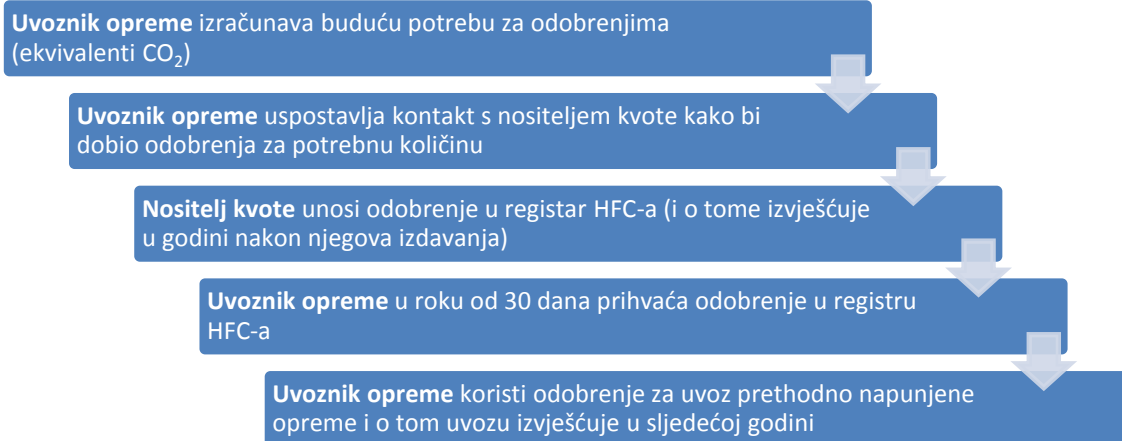 Uvoznik opreme izračunava buduću potrebu za odobrenjima
(ekvivalenti CO₂)
Uvoznik opreme uspostavlja kontakt s nositeljem kvote kako bi
dobio odobrenja za potrebnu količinu
Nositelj kvote unosi odobrenje u registar HFC-a (i o tome izvješćuje
u godini nakon njegova izdavanja)
Uvoznik opreme u roku od 30 dana prihvaća odobrenje u registru
HFC-a
Uvoznik opreme koristi odobrenje za uvoz prethodno napunjene
opreme i o tom uvozu izvješćuje u sljedećoj godini